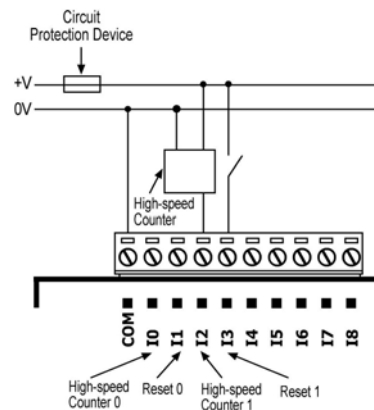 Circuit
Protection Device
+V
0V
High-speed
Counter
COM
I0
I1
I2
I3
I4
I5
I6
I7
I8
High-speed
Counter 0
Reset 0
High-speed
Counter 1
Reset 1